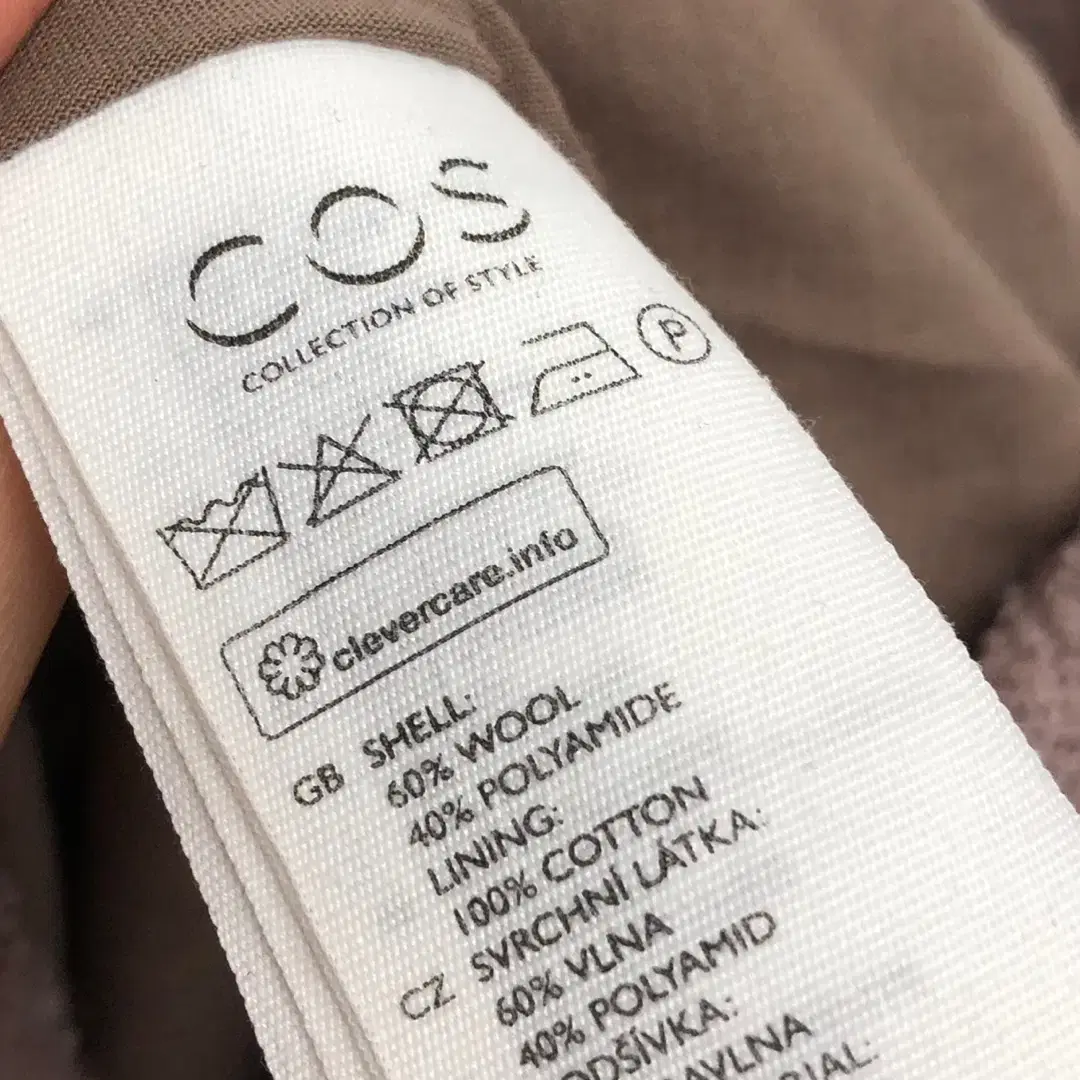 COS
COLLECTION OF STYLE
P
clevercare.info
GB SHELL:
60% WOOL
40% POLYAMIDE
LINING:
100% COTTON
CZ SVRCHNÍ LÁTKA:
60% VLNA
40% POLYAMID